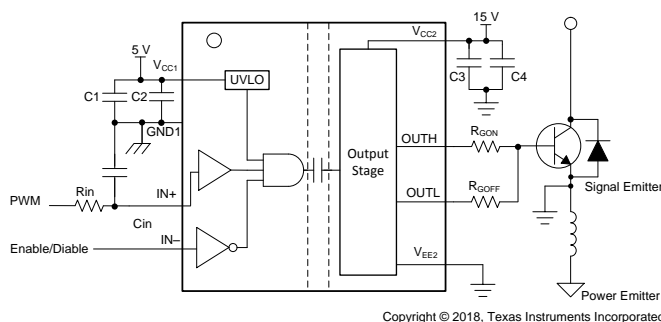 15 V
5 V
VCC1
VCC2
UVLO
C1
C2
C3
C4
GND1
OUTH
RGON
Output
Stage
Rin
IN+
PWM
OUTL
RGOFF
Signal Emitter
Cin
IN–
Enable/Diable
VEE2
Power Emitter
Copyright © 2018, Texas Instruments Incorporated